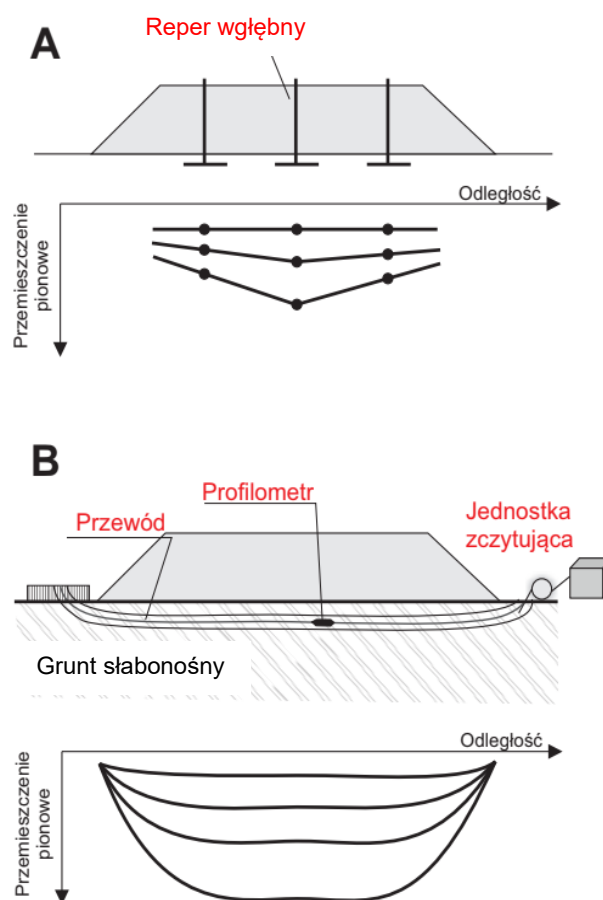 A
Reper wgłębny
Odległość
Przemieszczenie
pionowe
B
Profilometr
Przewód
Jednostka
zczytująca
Grunt słabonośny
Odległość
Przemieszczenie
pionowe